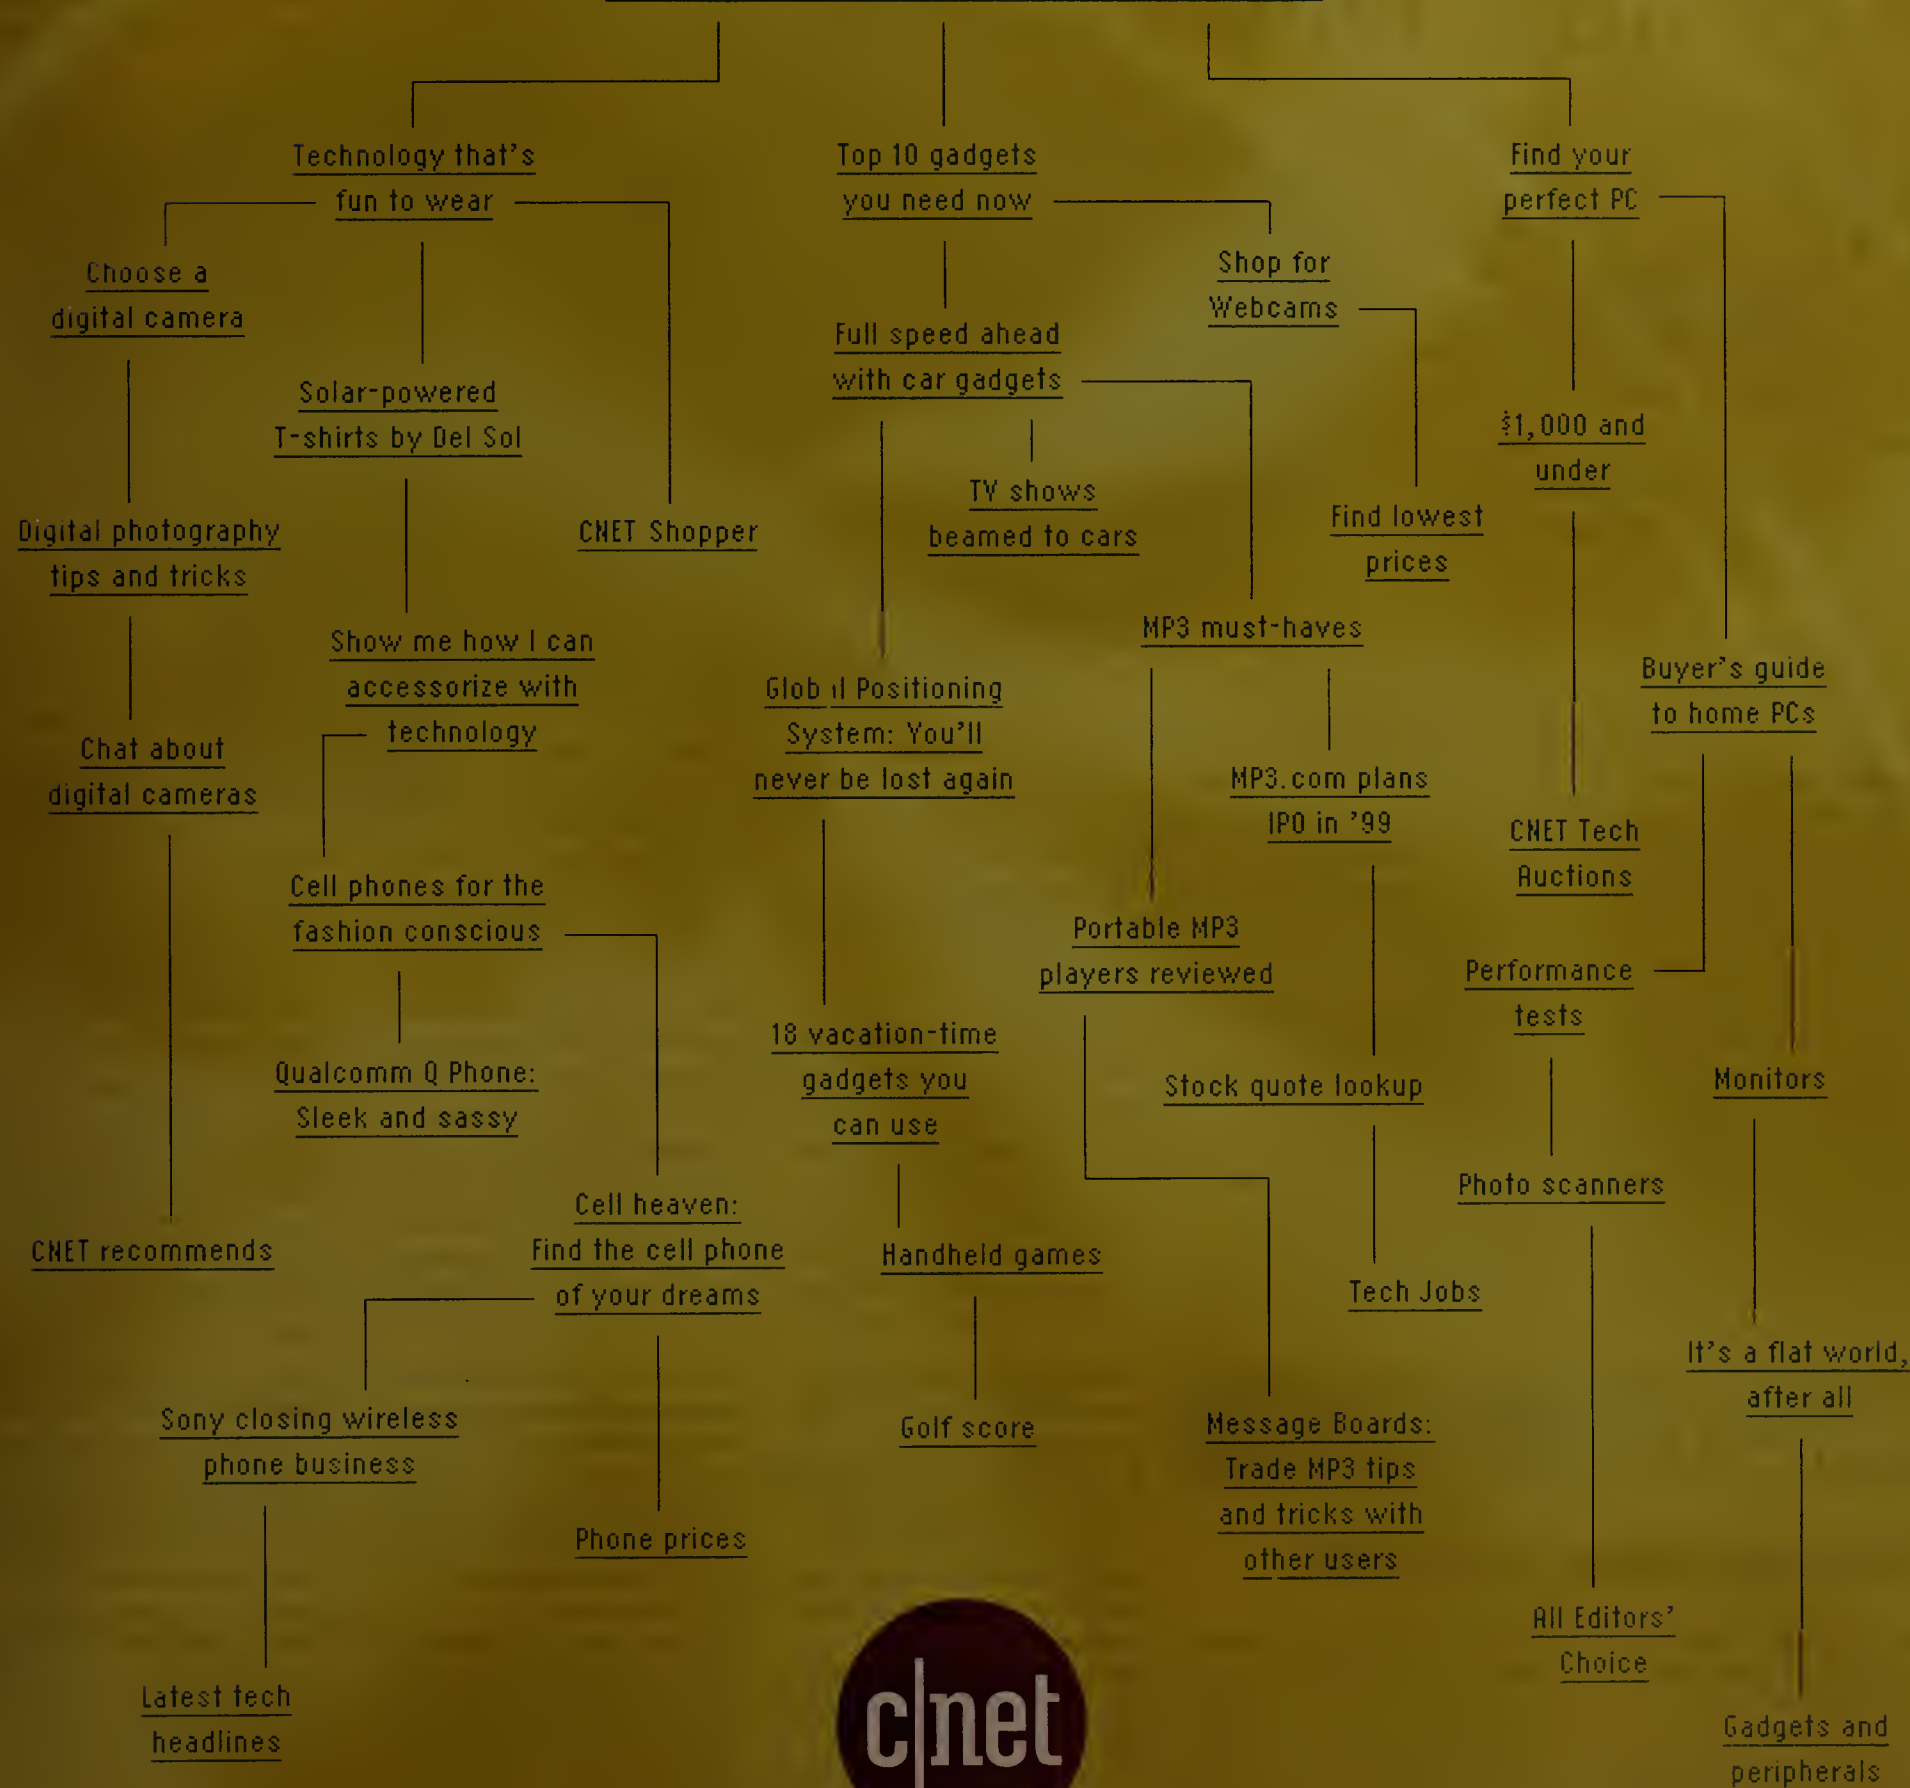 Technology that's
fun to wear
Top 10 gadgets
you need now
Find your
perfect PC
Choose a
digital camera
Shop for
Webcams
Full speed ahead
with car gadgets
Solar-powered
T-shirts by Del Sol
$1,000 and
under
Digital photography
tips and tricks
CNET Shopper
TV shows
beamed to cars
Find lowest
prices
Show me how I can
accessorize with
technology
MP3 must-haves
Global Positioning
System: You'll
never be lost again
Buyer's guide
to home PCs
Chat about
digital cameras
MP3.com plans
IPO in '99
CNET Tech
Auctions
Cell phones for the
fashion conscious
Portable MP3
players reviewed
Performance
tests
18 vacation-time
gadgets you
can use
Qualcomm Q Phone:
Sleek and sassy
Stock quote lookup
Monitors
Photo scanners
Cell heaven:
Find the cell phone
of your dreams
CNET recommends
Handheld games
Tech Jobs
It's a flat world,
after all
Sony closing wireless
phone business
Golf score
Message Boards:
Trade MP3 tips
and tricks with
other users
Phone prices
All Editors'
Choice
Latest tech
headlines
c|net
Gadgets and
peripherals